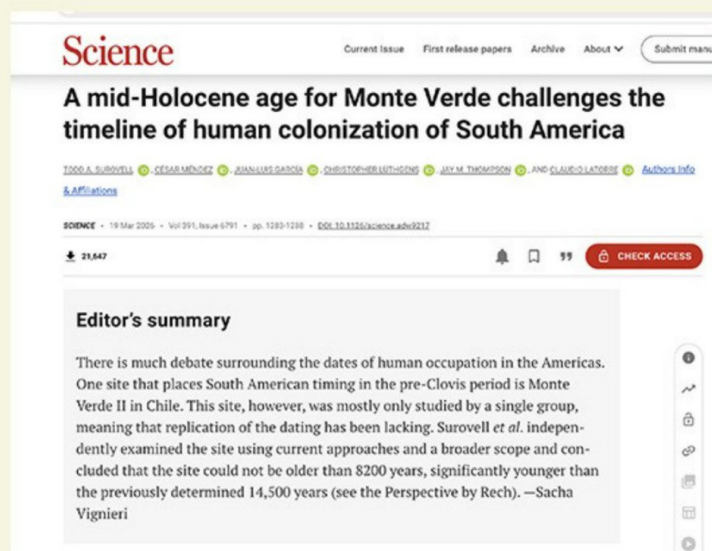 Science
Current Issue First release papers Archive About Submit manu
A mid-Holocene age for Monte Verde challenges the
timeline of human colonization of South America
TODD A. SUROVELL, CÉSAR MÉNDEZ, JUAN-LUIS GARCÍA, CHRISTOPHER LÜTHGENS, JAY M. THOMPSON, AND CLAUDIO LATORRE Authors Info
& Affiliations
SCIENCE • 19 Mar 2026 • Vol 391, Issue 6791 • pp. 1283-1288 • DOI: 10.1126/science.adw9217
21,647
CHECK ACCESS
Editor's summary
There is much debate surrounding the dates of human occupation in the Americas.
One site that places South American timing in the pre-Clovis period is Monte
Verde II in Chile. This site, however, was mostly only studied by a single group,
meaning that replication of the dating has been lacking. Surovell et al. indepen-
dently examined the site using current approaches and a broader scope and con-
cluded that the site could not be older than 8200 years, significantly younger than
the previously determined 14,500 years (see the Perspective by Rech). —Sacha
Vignieri